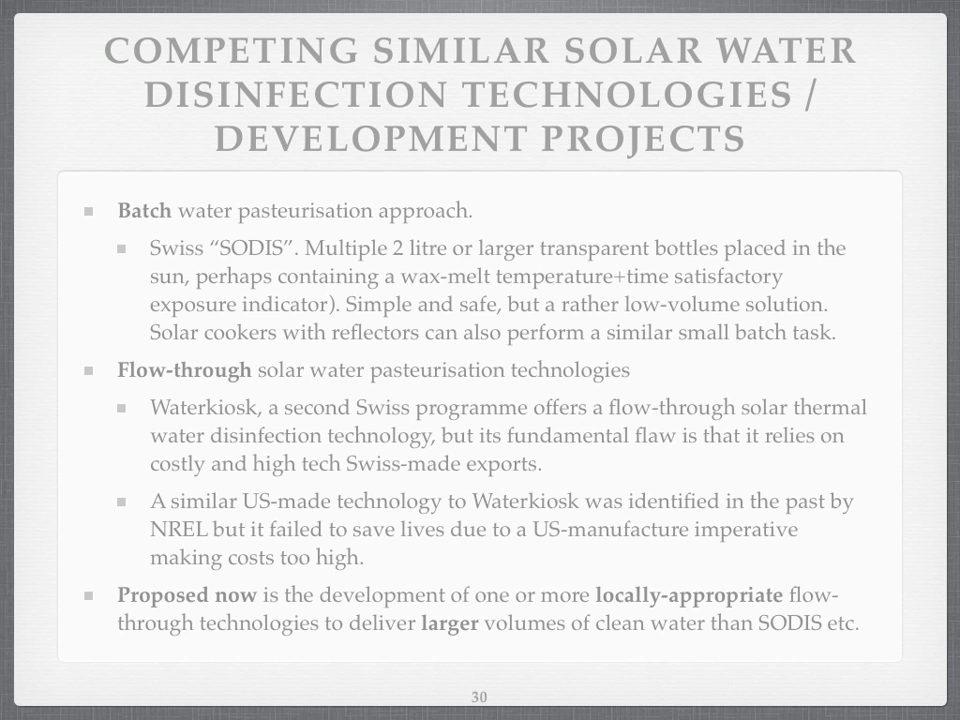 COMPETING SIMILAR SOLAR WATER
DISINFECTION TECHNOLOGIES /
DEVELOPMENT PROJECTS
Batch water pasteurisation approach.
Swiss “SODIS”. Multiple 2 litre or larger transparent bottles placed in the
sun, perhaps containing a wax-melt temperature+time satisfactory
exposure indicator). Simple and safe, but a rather low-volume solution.
Solar cookers with reflectors can also perform a similar small batch task.
Flow-through solar water pasteurisation technologies
Waterkiosk, a second Swiss programme offers a flow-through solar thermal
water disinfection technology, but its fundamental flaw is that it relies on
costly and high tech Swiss-made exports.
A similar US-made technology to Waterkiosk was identified in the past by
NREL but it failed to save lives due to a US-manufacture imperative
making costs too high.
Proposed now is the development of one or more locally-appropriate flow-
through technologies to deliver larger volumes of clean water than SODIS etc.
30